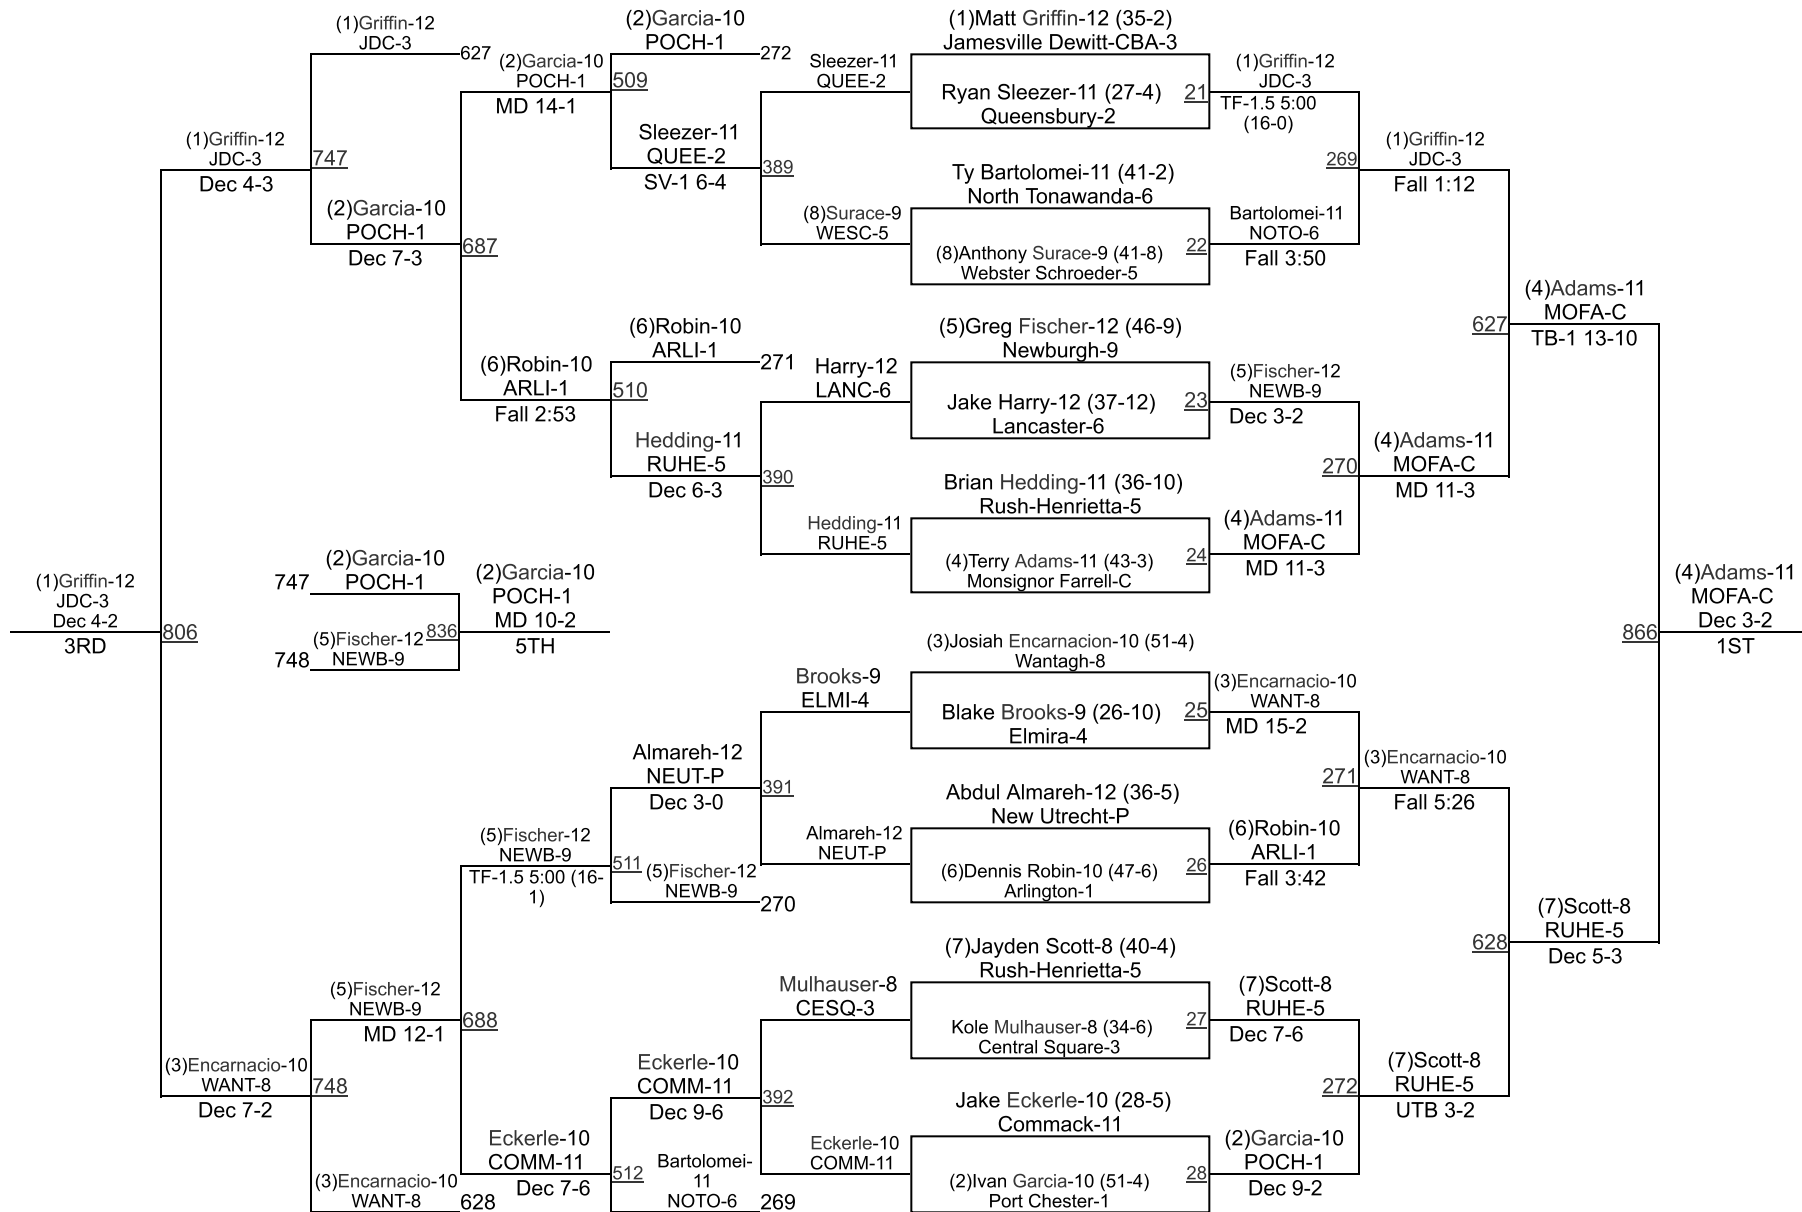 (1)Griffin-12
JDC-3
627
(2)Garcia-10
POCH-1
272
(2)Garcia-10
POCH-1
509
MD 14-1
Sleezer-11
QUEE-2
SV-1 6-4
389
Sleezer-11
QUEE-2
(1)Griffin-12
JDC-3
Dec 4-3
747
(2)Garcia-10
POCH-1
Dec 7-3
687
(8)Surace-9
WESC-5
(6)Robin-10
ARLI-1
271
(6)Robin-10
ARLI-1
510
Fall 2:53
Harry-12
LANC-6
Hedding-11
RUHE-5
Dec 6-3
390
Hedding-11
RUHE-5
(1)Griffin-12
JDC-3
Dec 4-2
3RD
806
747
(2)Garcia-10
POCH-1
748
(5)Fischer-12
NEWB-9
836
(2)Garcia-10
POCH-1
MD 10-2
5TH
Brooks-9
ELMI-4
Almareh-12
NEUT-P
Dec 3-0
391
Almareh-12
NEUT-P
(5)Fischer-12
NEWB-9
TF-1.5 5:00 (16-
1)
511
(5)Fischer-12
NEWB-9
270
(5)Fischer-12
NEWB-9
MD 12-1
688
Mulhauser-8
CESQ-3
(3)Encarnacio-10
WANT-8
Dec 7-2
748
Eckerle-10
COMM-11
Dec 9-6
392
Eckerle-10
COMM-11
Eckerle-10
COMM-11
Dec 7-6
512
Bartolomei-
11
NOTO-6
269
(3)Encarnacio-10
WANT-8
628
(1)Matt Griffin-12 (35-2)
Jamesville Dewitt-CBA-3
Ryan Sleezer-11 (27-4)
Queensbury-2
21
Ty Bartolomei-11 (41-2)
North Tonawanda-6
(8)Anthony Surace-9 (41-8)
Webster Schroeder-5
22
(5)Greg Fischer-12 (46-9)
Newburgh-9
Jake Harry-12 (37-12)
Lancaster-6
23
Brian Hedding-11 (36-10)
Rush-Henrietta-5
(4)Terry Adams-11 (43-3)
Monsignor Farrell-C
24
(3)Josiah Encarnacion-10 (51-4)
Wantagh-8
Blake Brooks-9 (26-10)
Elmira-4
25
Abdul Almareh-12 (36-5)
New Utrecht-P
(6)Dennis Robin-10 (47-6)
Arlington-1
26
(7)Jayden Scott-8 (40-4)
Rush-Henrietta-5
Kole Mulhauser-8 (34-6)
Central Square-3
27
Jake Eckerle-10 (28-5)
Commack-11
(2)Ivan Garcia-10 (51-4)
Port Chester-1
28
(1)Griffin-12
JDC-3
TF-1.5 5:00
(16-0)
269
Bartolomei-11
NOTO-6
Fall 3:50
(1)Griffin-12
JDC-3
Fall 1:12
627
(5)Fischer-12
NEWB-9
Dec 3-2
270
(4)Adams-11
MOFA-C
MD 11-3
(4)Adams-11
MOFA-C
MD 11-3
(4)Adams-11
MOFA-C
TB-1 13-10
866
(4)Adams-11
MOFA-C
Dec 3-2
1ST
(3)Encarnacio-10
WANT-8
MD 15-2
271
(6)Robin-10
ARLI-1
Fall 3:42
(3)Encarnacio-10
WANT-8
Fall 5:26
628
(7)Scott-8
RUHE-5
Dec 7-6
272
(2)Garcia-10
POCH-1
Dec 9-2
(7)Scott-8
RUHE-5
UTB 3-2
(7)Scott-8
RUHE-5
Dec 5-3